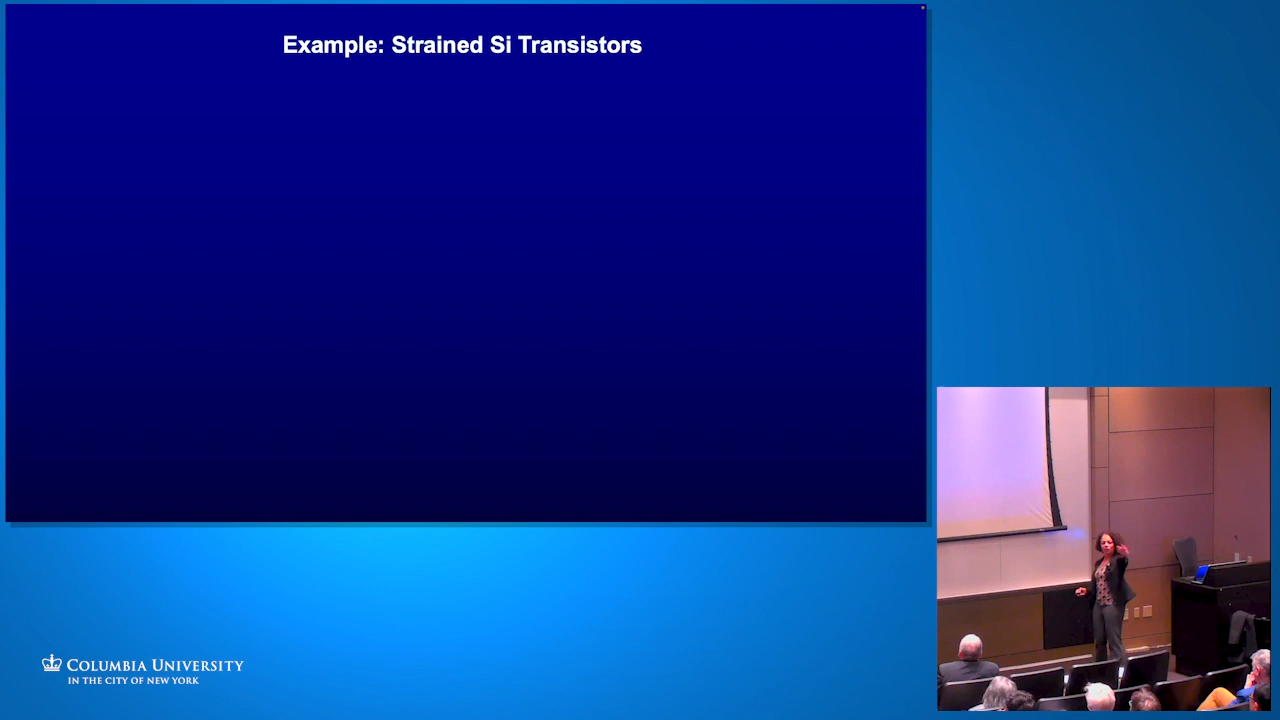 Example: Strained Si Transistors
COLUMBIA UNIVERSITY
IN THE CITY OF NEW YORK